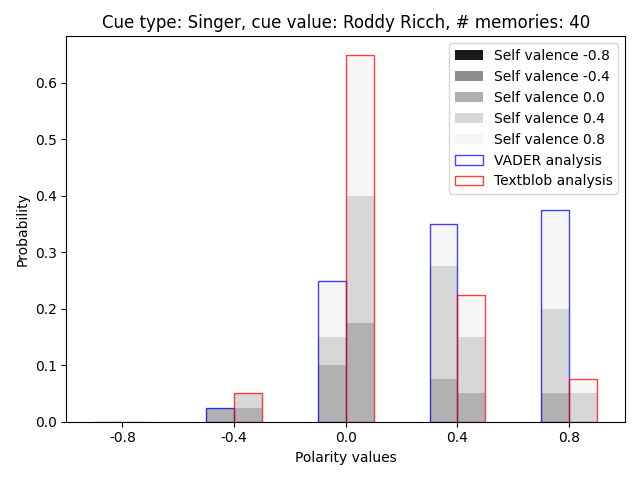 Cue type: Singer, cue value: Roddy Ricch, # memories: 40
Self valence -0.8
Self valence -0.4
Self valence 0.0
Self valence 0.4
Self valence 0.8
VADER analysis
Textblob analysis
Probability
0.6
0.5
0.4
0.3
0.2
0.1
0.0
-0.8 -0.4 0.0 0.4 0.8
Polarity values